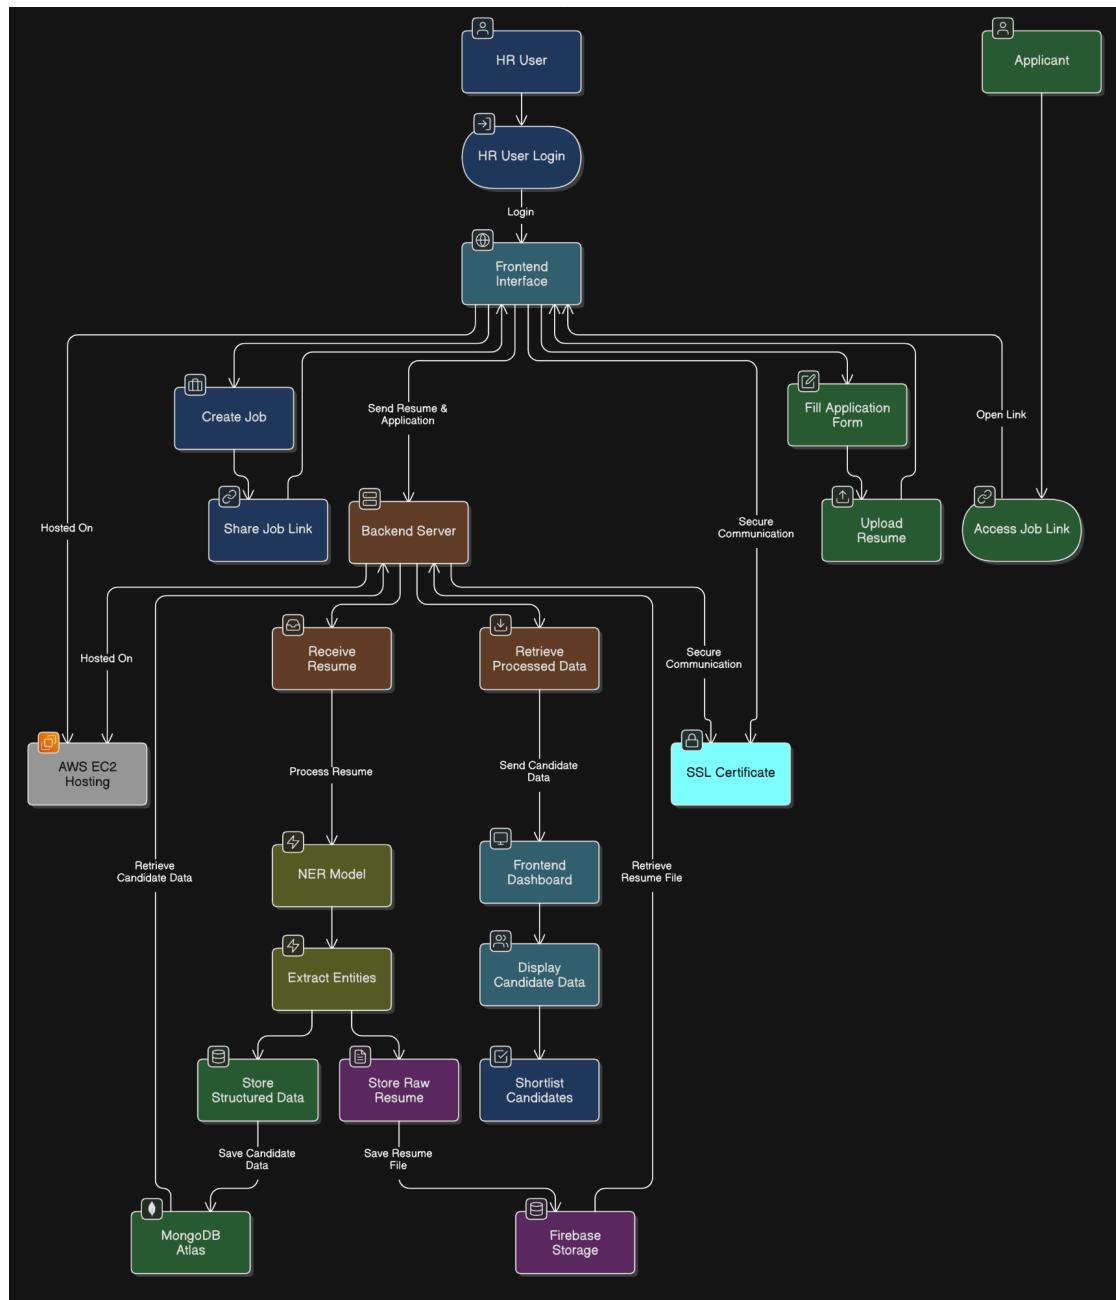 HR User
Applicant
HR User Login
Login
Frontend
Interface
Create Job
Send Resume &
Application
Fill Application
Form
Open Link
Hosted On
Share Job Link
Backend Server
Secure
Communication
Upload
Resume
Access Job Link
Hosted On
Receive
Resume
Retrieve
Processed Data
Secure
Communication
AWS EC2
Hosting
Process Resume
Send Candidate
Data
SSL Certificate
Retrieve
Candidate Data
NER Model
Frontend
Dashboard
Retrieve
Resume File
Extract Entities
Display
Candidate Data
Store
Structured Data
Store Raw
Resume
Shortlist
Candidates
Save Candidate
Data
Save Resume
File
MongoDB
Atlas
Firebase
Storage